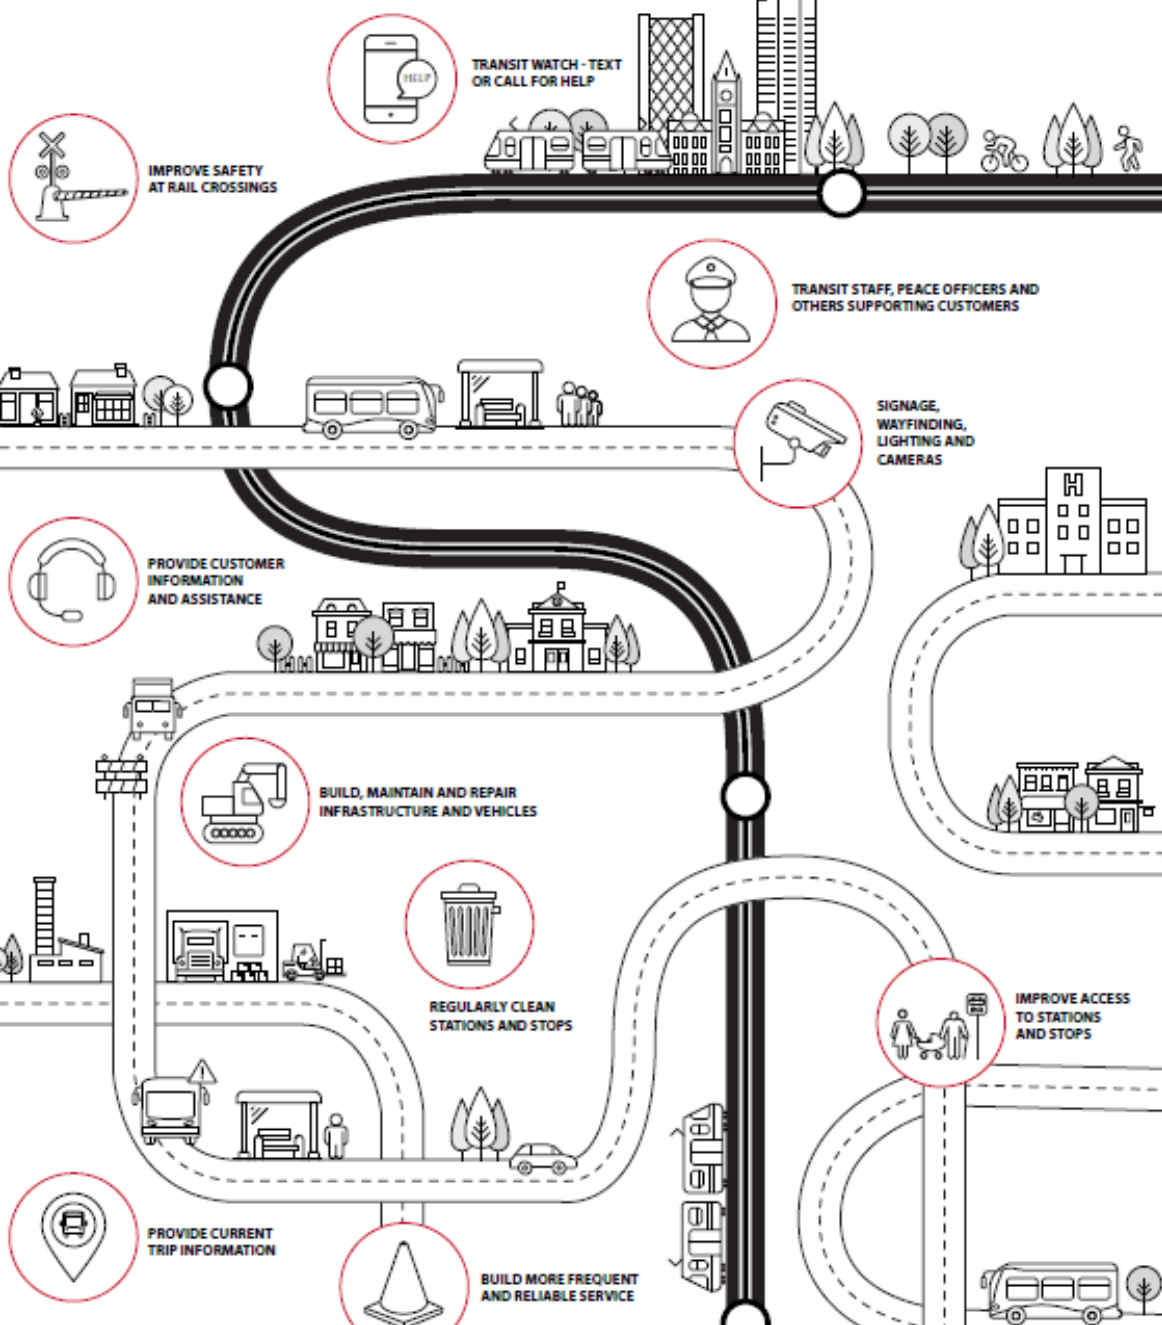 TRANSIT WATCH - TEXT
OR CALL FOR HELP
HELP
IMPROVE SAFETY
AT RAIL CROSSINGS
TRANSIT STAFF, PEACE OFFICERS AND
OTHERS SUPPORTING CUSTOMERS
SIGNAGE,
WAYFINDING,
LIGHTING AND
CAMERAS
H
PROVIDE CUSTOMER
INFORMATION
AND ASSISTANCE
BUILD, MAINTAIN AND REPAIR
INFRASTRUCTURE AND VEHICLES
REGULARLY CLEAN
STATIONS AND STOPS
IMPROVE ACCESS
TO STATIONS
AND STOPS
PROVIDE CURRENT
TRIP INFORMATION
BUILD MORE FREQUENT
AND RELIABLE SERVICE